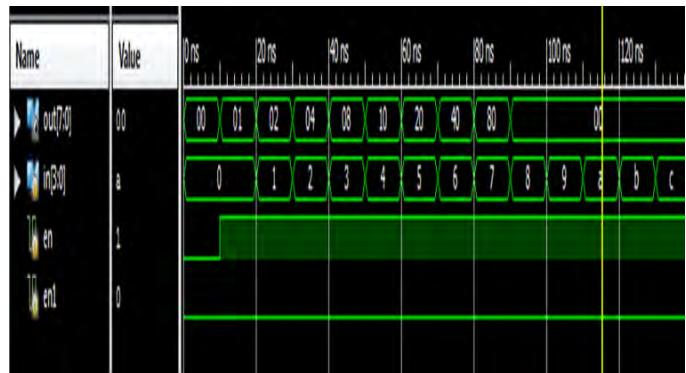 Name Value 0 ns 20 ns 40 ns 60 ns 80 ns 100 ns 120 ns
out[7:0] 00 00 01 02 04 08 10 20 40 80 00
in[3:0] a 0 1 2 3 4 5 6 7 8 9 a b c
en 1
en1 0